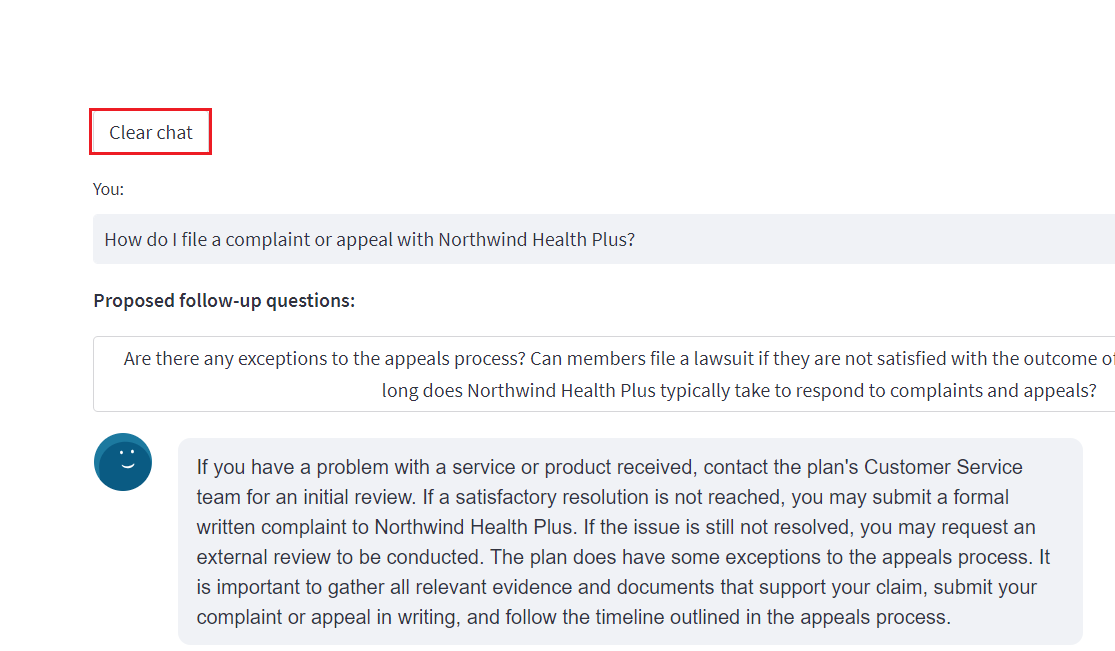 Clear chat
You:
How do I file a complaint or appeal with Northwind Health Plus?
Proposed follow-up questions:
Are there any exceptions to the appeals process? Can members file a lawsuit if they are not satisfied with the outcome
long does Northwind Health Plus typically take to respond to complaints and appeals?
If you have a problem with a service or product received, contact the plan's Customer Service
team for an initial review. If a satisfactory resolution is not reached, you may submit a formal
written complaint to Northwind Health Plus. If the issue is still not resolved, you may request an
external review to be conducted. The plan does have some exceptions to the appeals process. It
is important to gather all relevant evidence and documents that support your claim, submit your
complaint or appeal in writing, and follow the timeline outlined in the appeals process.